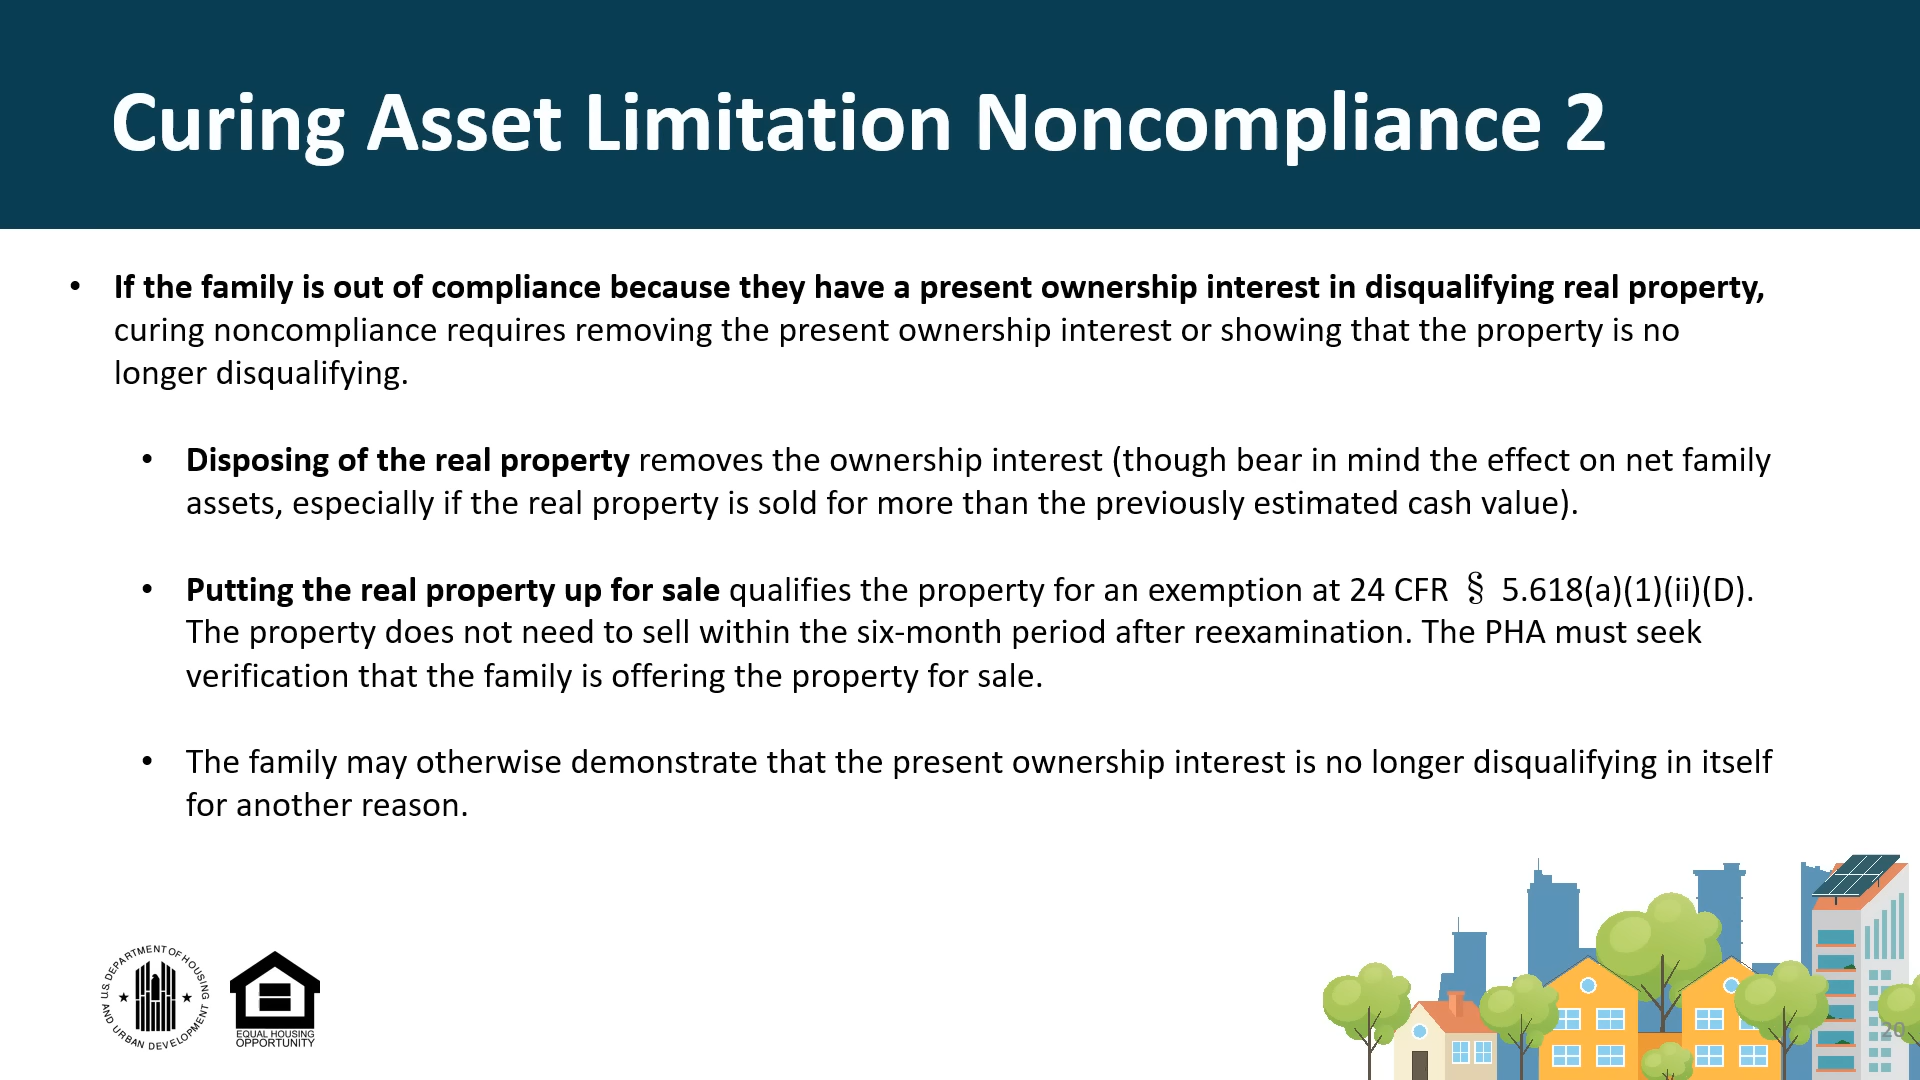 Curing Asset Limitation Noncompliance 2
• If the family is out of compliance because they have a present ownership interest in disqualifying real property,
curing noncompliance requires removing the present ownership interest or showing that the property is no
longer disqualifying.
• Disposing of the real property removes the ownership interest (though bear in mind the effect on net family
assets, especially if the real property is sold for more than the previously estimated cash value).
• Putting the real property up for sale qualifies the property for an exemption at 24 CFR § 5.618(a)(1)(ii)(D).
The property does not need to sell within the six-month period after reexamination. The PHA must seek
verification that the family is offering the property for sale.
• The family may otherwise demonstrate that the present ownership interest is no longer disqualifying in itself
for another reason.
U.S. DEPARTMENT OF HOUSING
AND URBAN DEVELOPMENT
EQUAL HOUSING
OPPORTUNITY
20